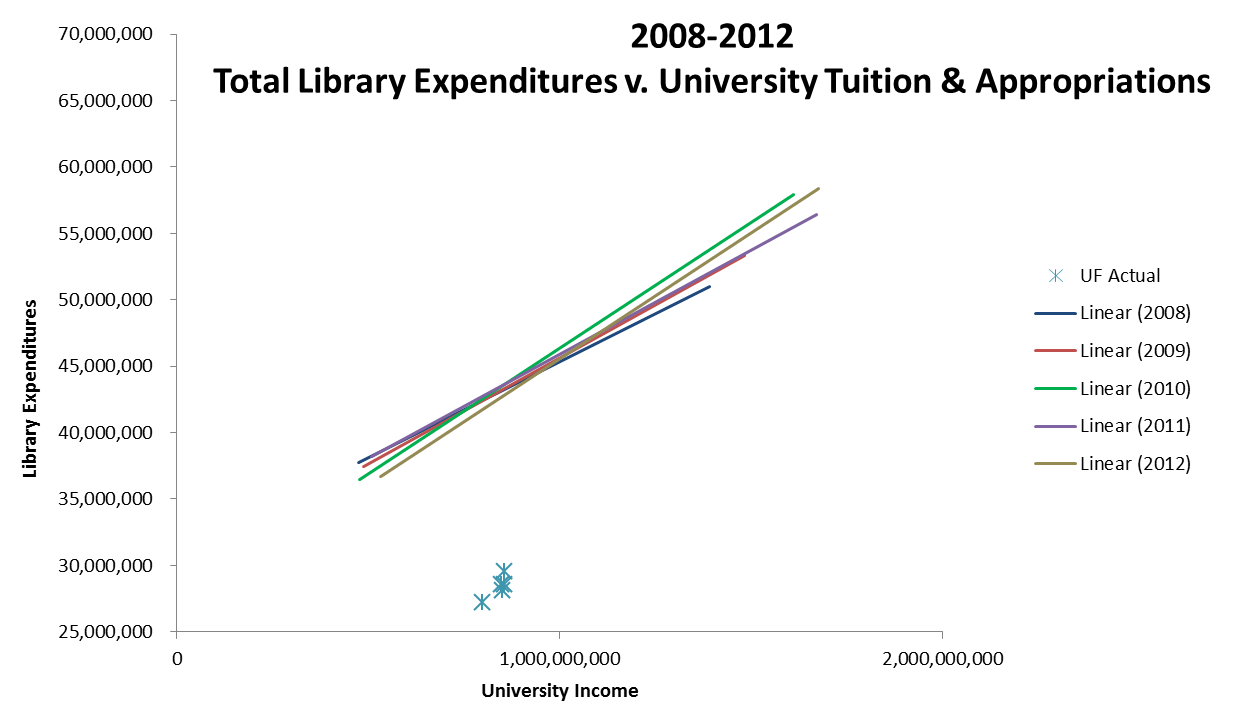 2008-2012
Total Library Expenditures v. University Tuition & Appropriations
70,000,000
65,000,000
60,000,000
55,000,000
50,000,000
45,000,000
40,000,000
35,000,000
30,000,000
25,000,000
Library Expenditures
0
1,000,000,000
2,000,000,000
University Income
UF Actual
Linear (2008)
Linear (2009)
Linear (2010)
Linear (2011)
Linear (2012)